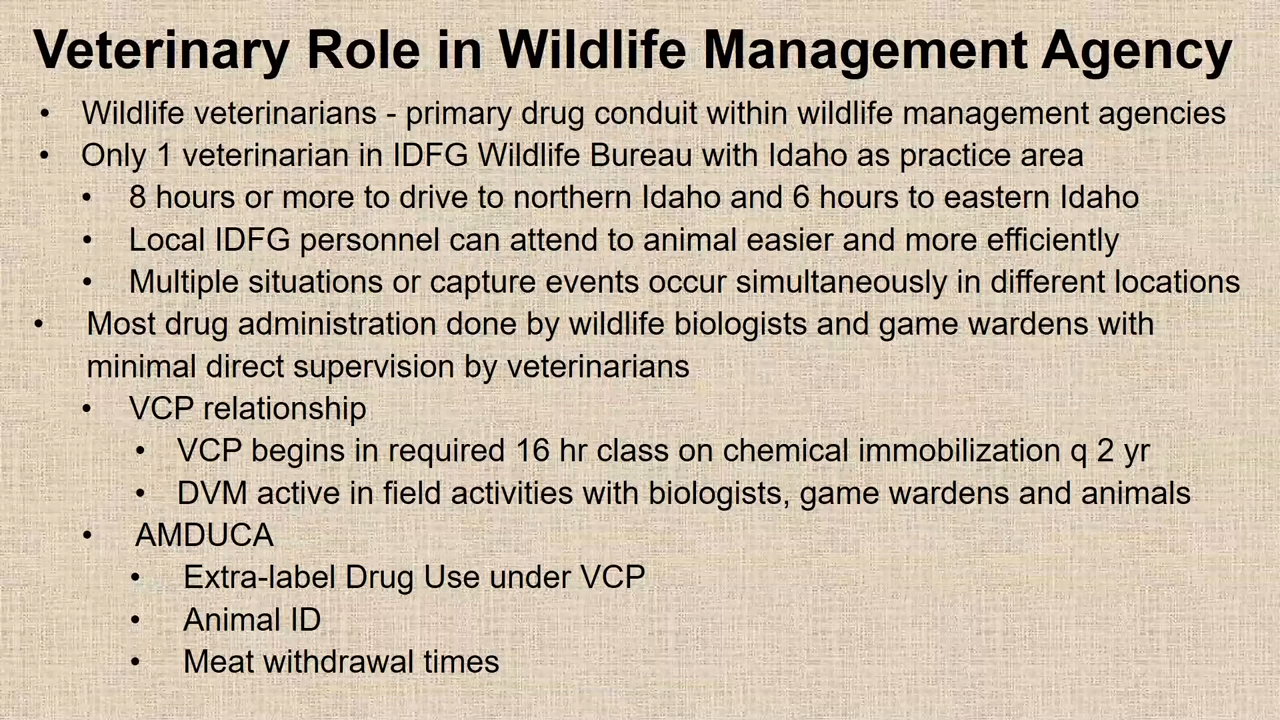 Veterinary Role in Wildlife Management Agency
• Wildlife veterinarians - primary drug conduit within wildlife management agencies
• Only 1 veterinarian in IDFG Wildlife Bureau with Idaho as practice area
• 8 hours or more to drive to northern Idaho and 6 hours to eastern Idaho
• Local IDFG personnel can attend to animal easier and more efficiently
• Multiple situations or capture events occur simultaneously in different locations
• Most drug administration done by wildlife biologists and game wardens with
minimal direct supervision by veterinarians
• VCP relationship
• VCP begins in required 16 hr class on chemical immobilization q 2 yr
• DVM active in field activities with biologists, game wardens and animals
• AMDUCA
• Extra-label Drug Use under VCP
• Animal ID
• Meat withdrawal times